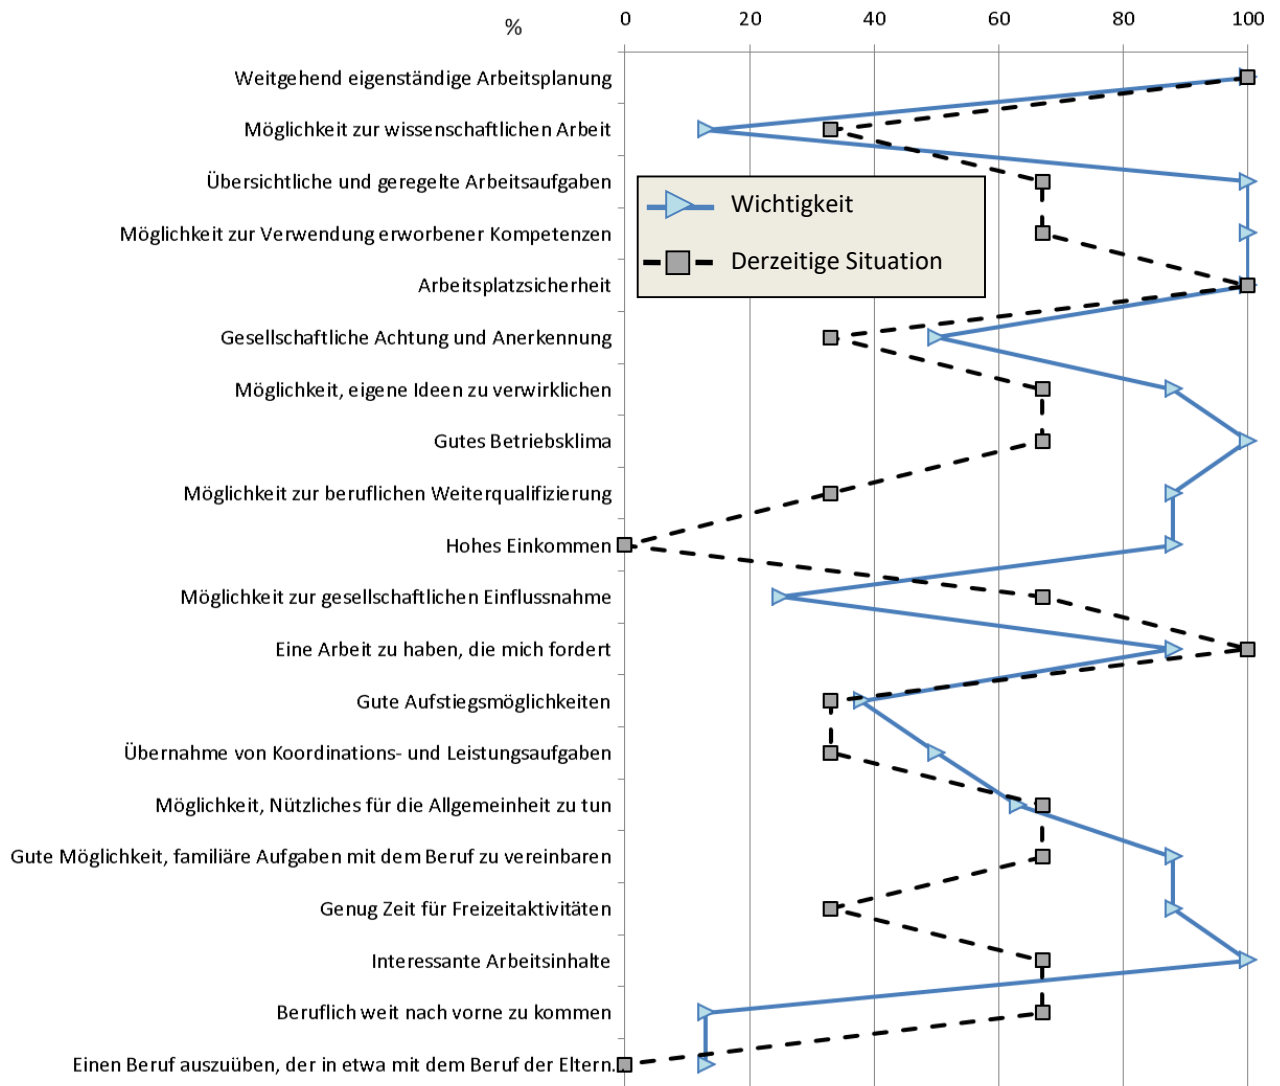 % 0 20 40 60 80 100
Weitgehend eigenständige Arbeitsplanung
Möglichkeit zur wissenschaftlichen Arbeit
Übersichtliche und geregelte Arbeitsaufgaben
Möglichkeit zur Verwendung erworbener Kompetenzen
Arbeitsplatzsicherheit
Gesellschaftliche Achtung und Anerkennung
Möglichkeit, eigene Ideen zu verwirklichen
Gutes Betriebsklima
Möglichkeit zur beruflichen Weiterqualifizierung
Hohes Einkommen
Möglichkeit zur gesellschaftlichen Einflussnahme
Eine Arbeit zu haben, die mich fordert
Gute Aufstiegsmöglichkeiten
Übernahme von Koordinations- und Leistungsaufgaben
Möglichkeit, Nützliches für die Allgemeinheit zu tun
Gute Möglichkeit, familiäre Aufgaben mit dem Beruf zu vereinbaren
Genug Zeit für Freizeitaktivitäten
Interessante Arbeitsinhalte
Beruflich weit nach vorne zu kommen
Einen Beruf auszuüben, der in etwa mit dem Beruf der Eltern.
Wichtigkeit
Derzeitige Situation